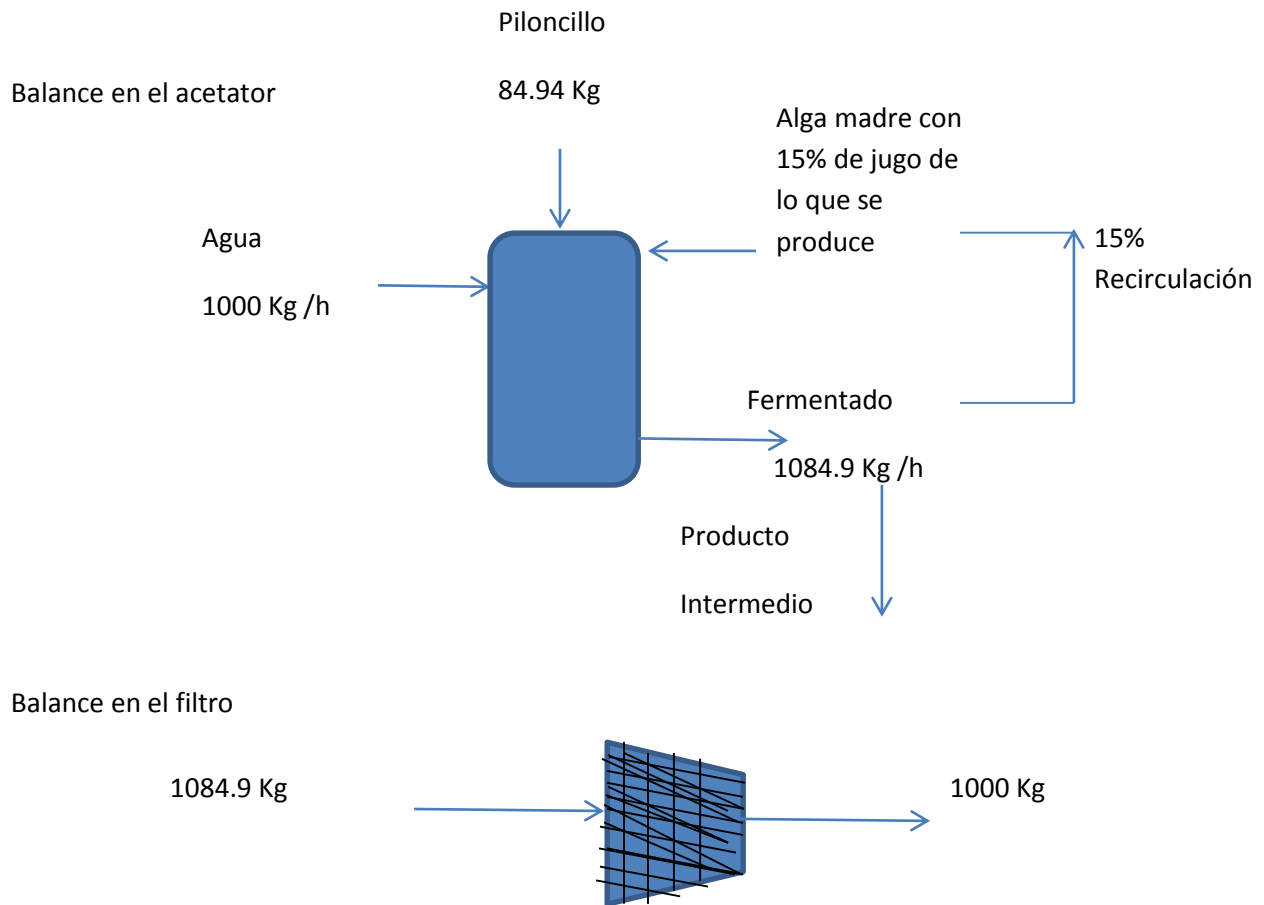 Piloncillo
Balance en el acetator
84.94 Kg
Alga madre con
15% de jugo de
lo que se
produce
Agua
1000 Kg /h
15%
Recirculación
Fermentado
1084.9 Kg /h
Producto
Intermedio
Balance en el filtro
1084.9 Kg
1000 Kg